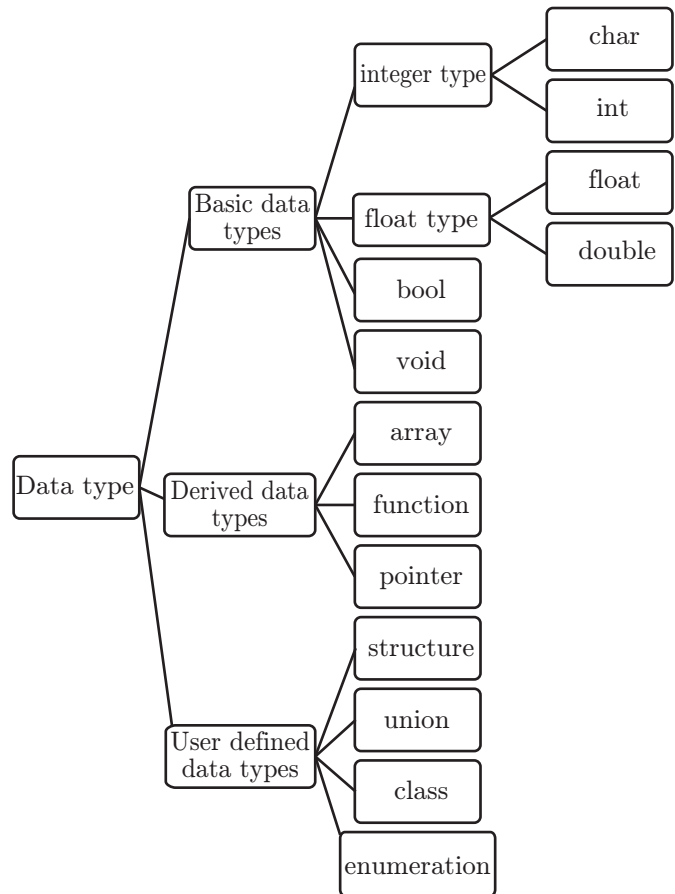 char
integer type
int
float
Basic data
types
float type
double
bool
void
array
Data type
Derived data
types
function
pointer
structure
union
User defined
data types
class
enumeration